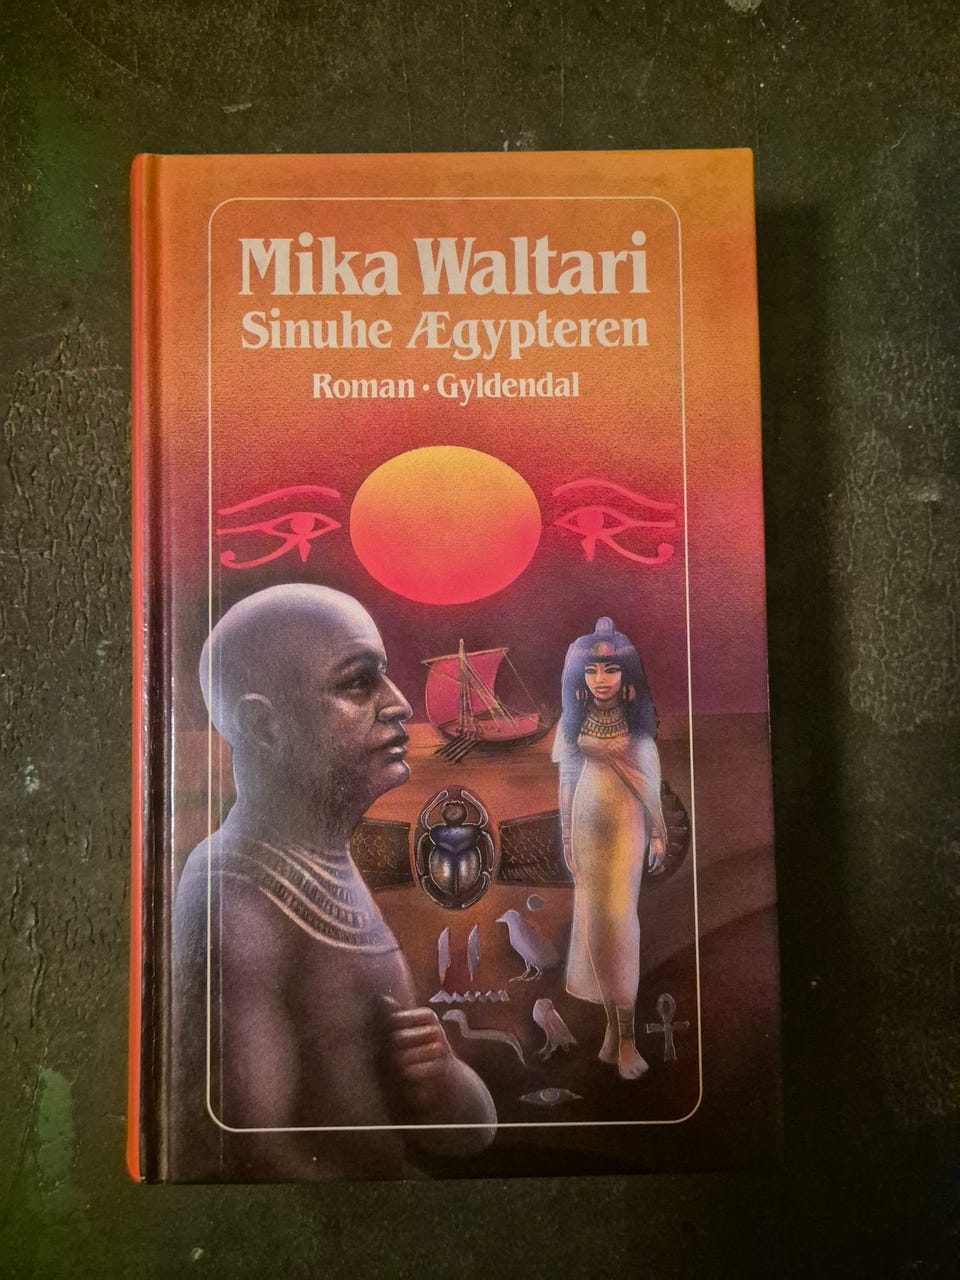 Mika Waltari
Sinuhe Ægypteren
Roman · Gyldendal